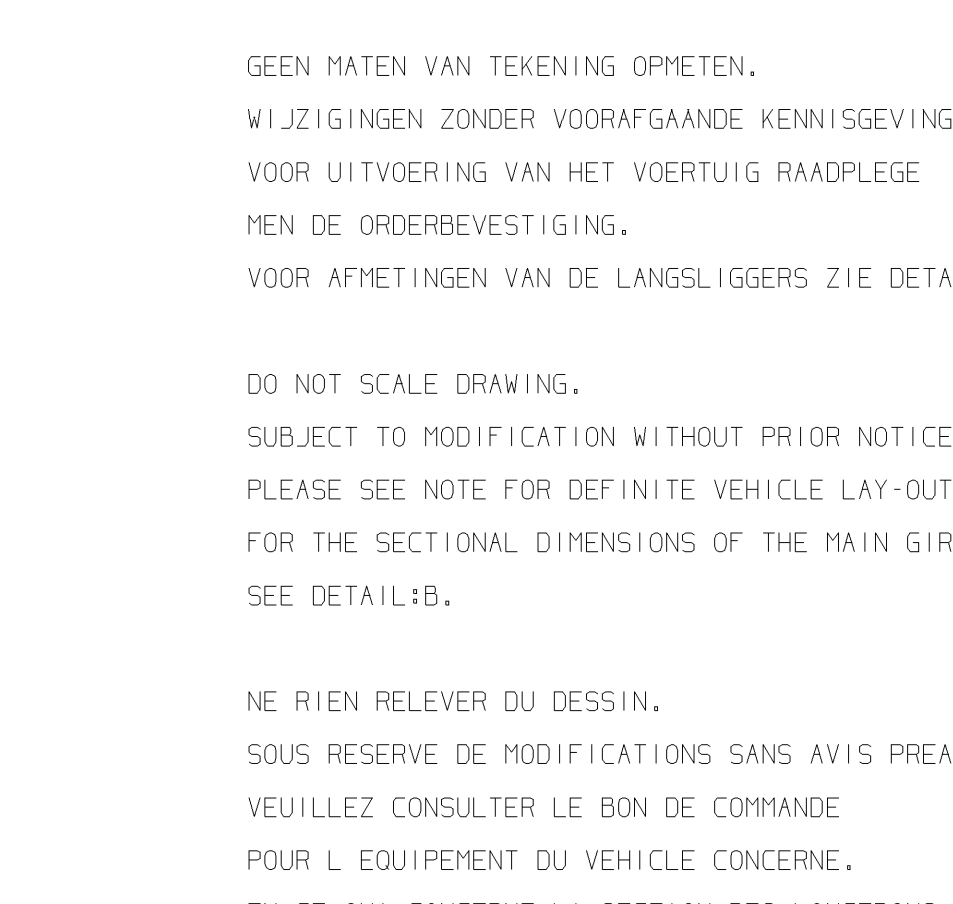 GEEN MATEN VAN TEKENING OPMETEN.
WIJZIGINGEN ZONDER VOORAFGAANDE KENNISGEVING
VOOR UITVOERING VAN HET VOERTUIG RAADPLEGE
MEN DE ORDERBEVESTIGING.
VOOR AFMETINGEN VAN DE LANGSLIGGERS ZIE DETA
DO NOT SCALE DRAWING.
SUBJECT TO MODIFICATION WITHOUT PRIOR NOTICE
PLEASE SEE NOTE FOR DEFINITE VEHICLE LAY-OUT
FOR THE SECTIONAL DIMENSIONS OF THE MAIN GIR
SEE DETAIL:B.
NE RIEN RELEVER DU DESSIN.
SOUS RESERVE DE MODIFICATIONS SANS AVIS PREA
VEUILLEZ CONSULTER LE BON DE COMMANDE
POUR L EQUIPEMENT DU VEHICLE CONCERNE.